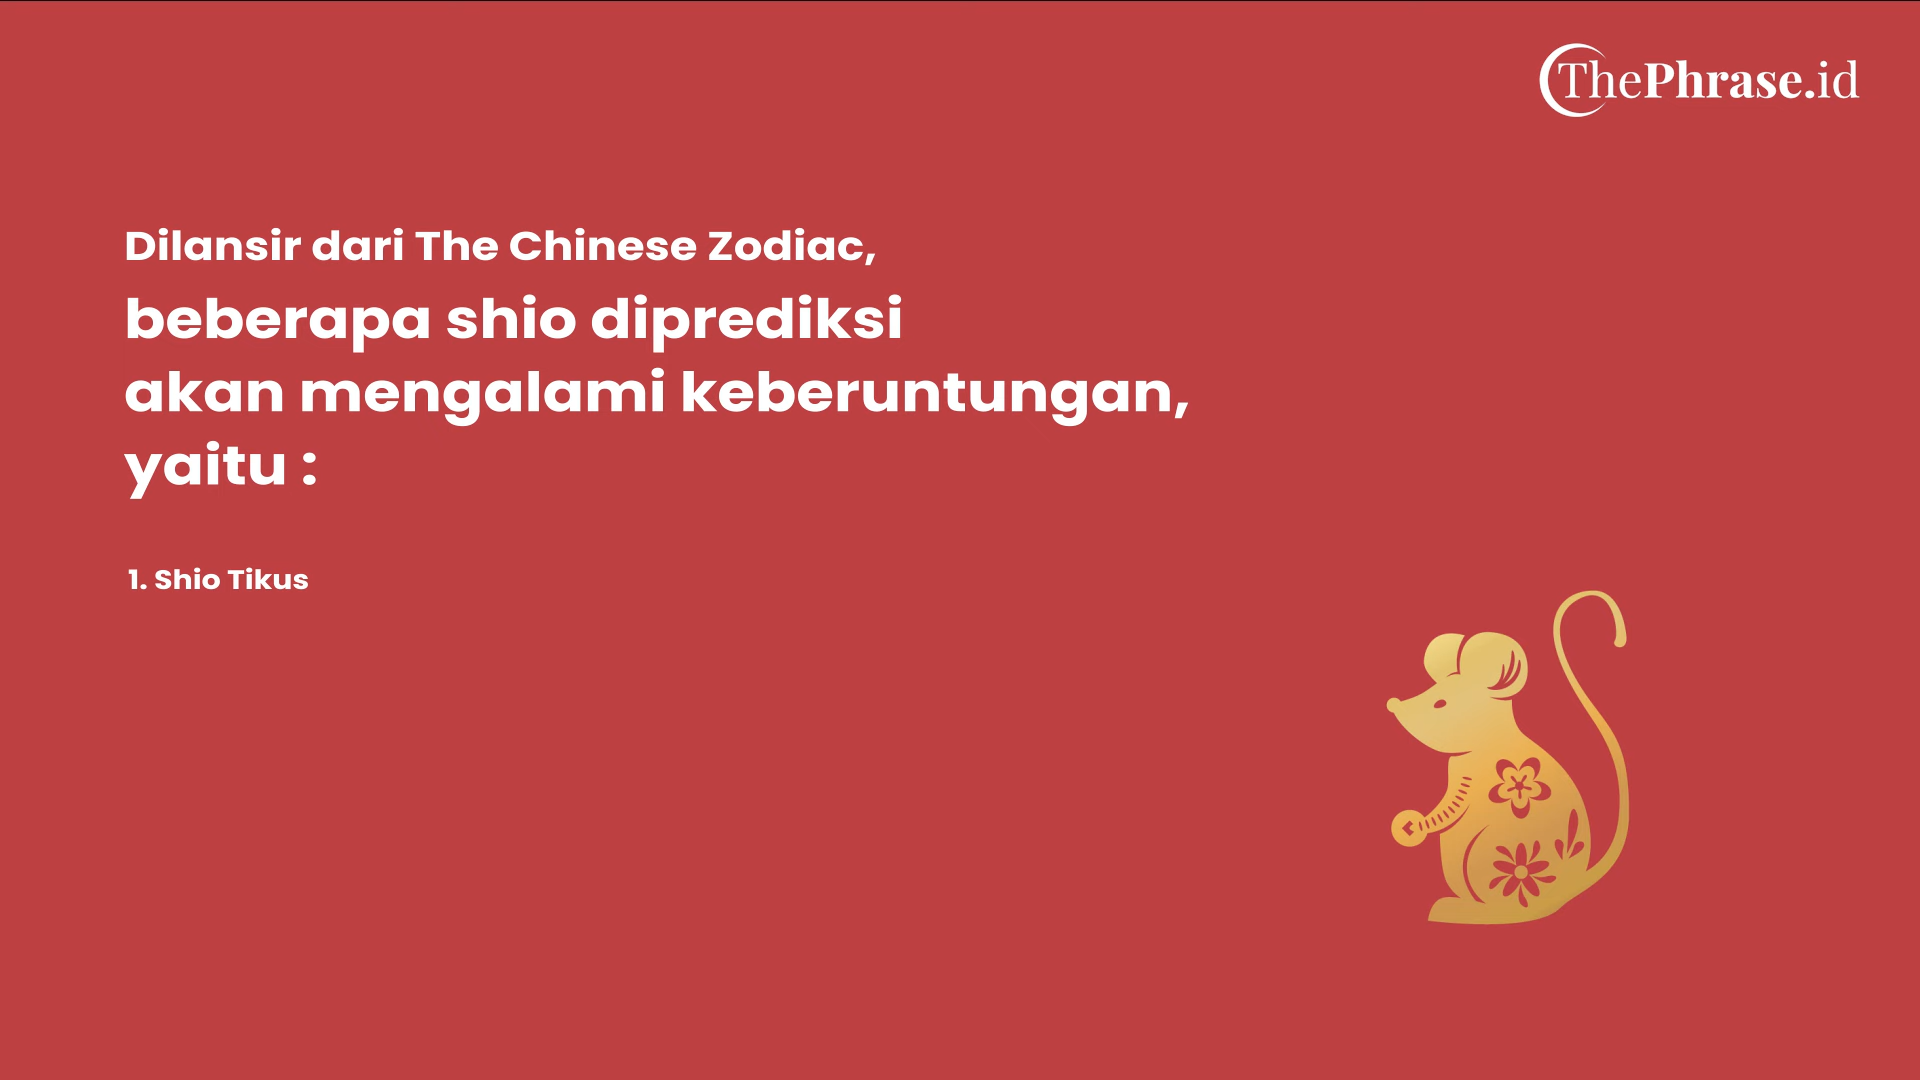 ThePhrase.id
Dilansir dari The Chinese Zodiac,
beberapa shio diprediksi
akan mengalami keberuntungan,
yaitu :
1. Shio Tikus